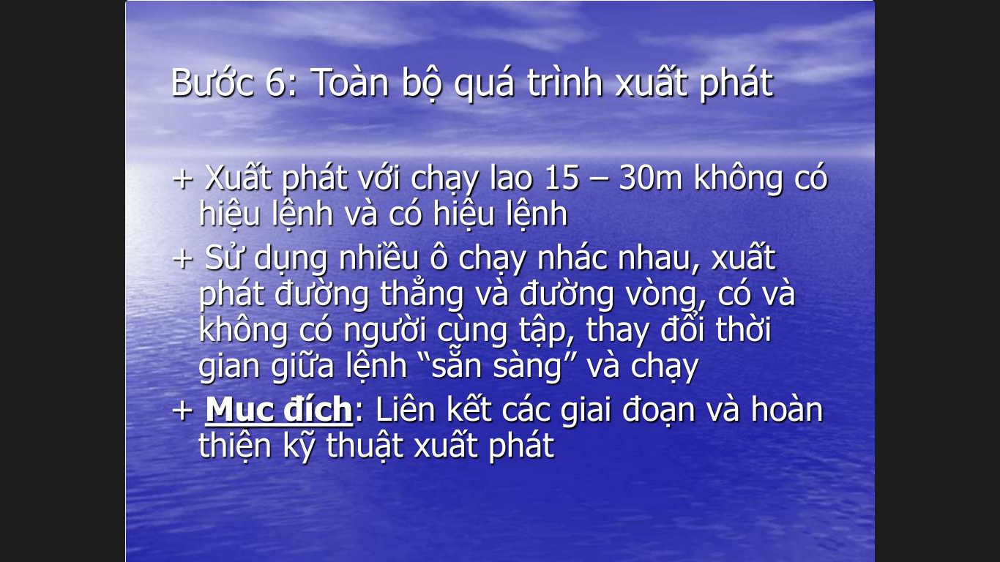 Bước 6: Toàn bộ quá trình xuất phát
+ Xuất phát với chạy lao 15 – 30m không có
hiệu lệnh và có hiệu lệnh
+ Sử dụng nhiều ô chạy nhác nhau, xuất
phát đường thẳng và đường vòng, có và
không có người cùng tập, thay đổi thời
gian giữa lệnh “sẵn sàng” và chạy
+ Mục đích: Liên kết các giai đoạn và hoàn
thiện kỹ thuật xuất phát